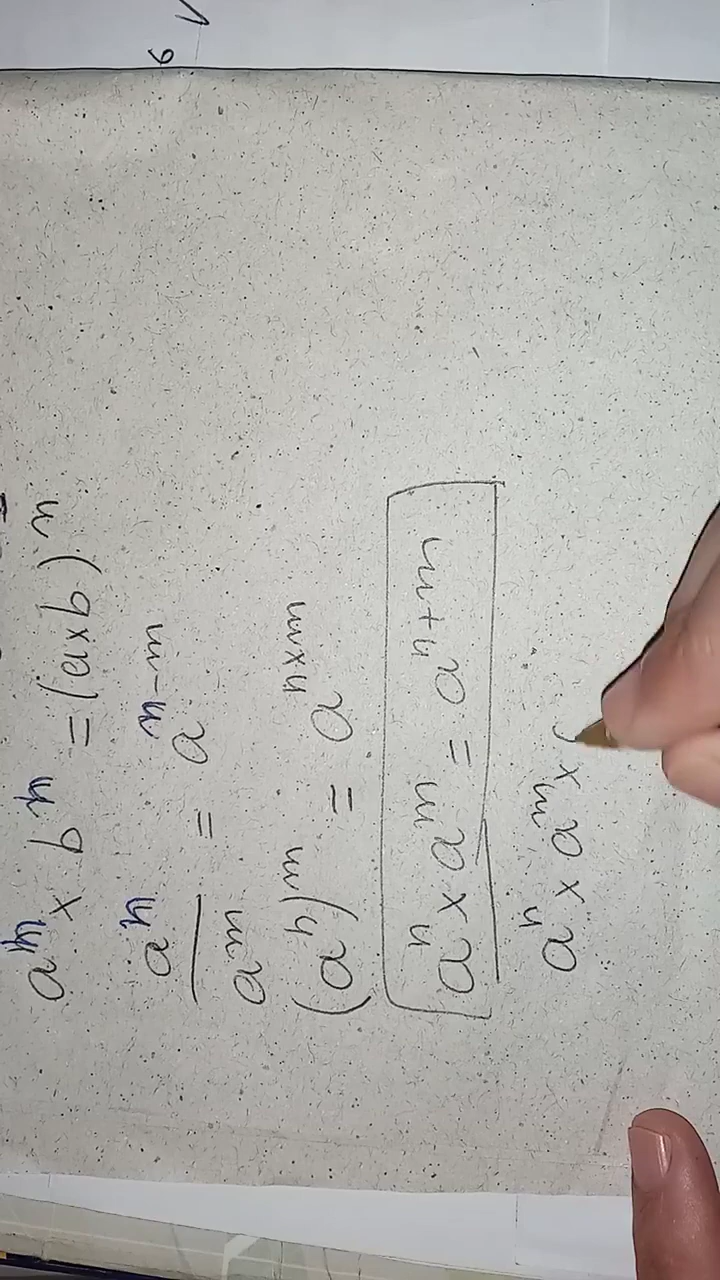 aⁿ × bⁿ = (a×b)ⁿ
aⁿ/aᵐ = aⁿ⁻ᵐ
(aⁿ)ᵐ = aⁿˣᵐ
aⁿ × aᵐ = aⁿ⁺ᵐ
aⁿ × aᵐ ×